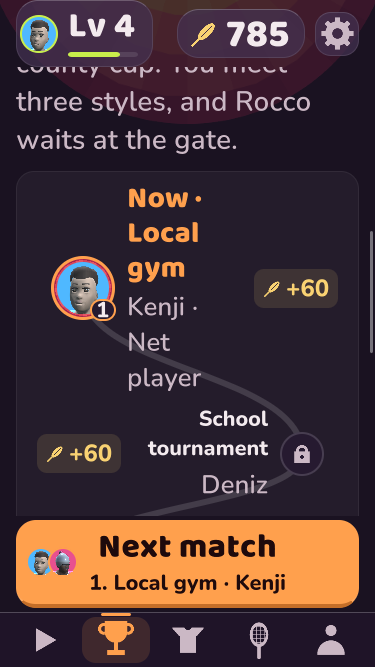 Lv 4
785
county cup. You meet
three styles, and Rocco
waits at the gate.
Now ·
Local
gym
Kenji ·
Net
player
1
+60
School
tournament
Deniz
+60
Next match
1. Local gym · Kenji